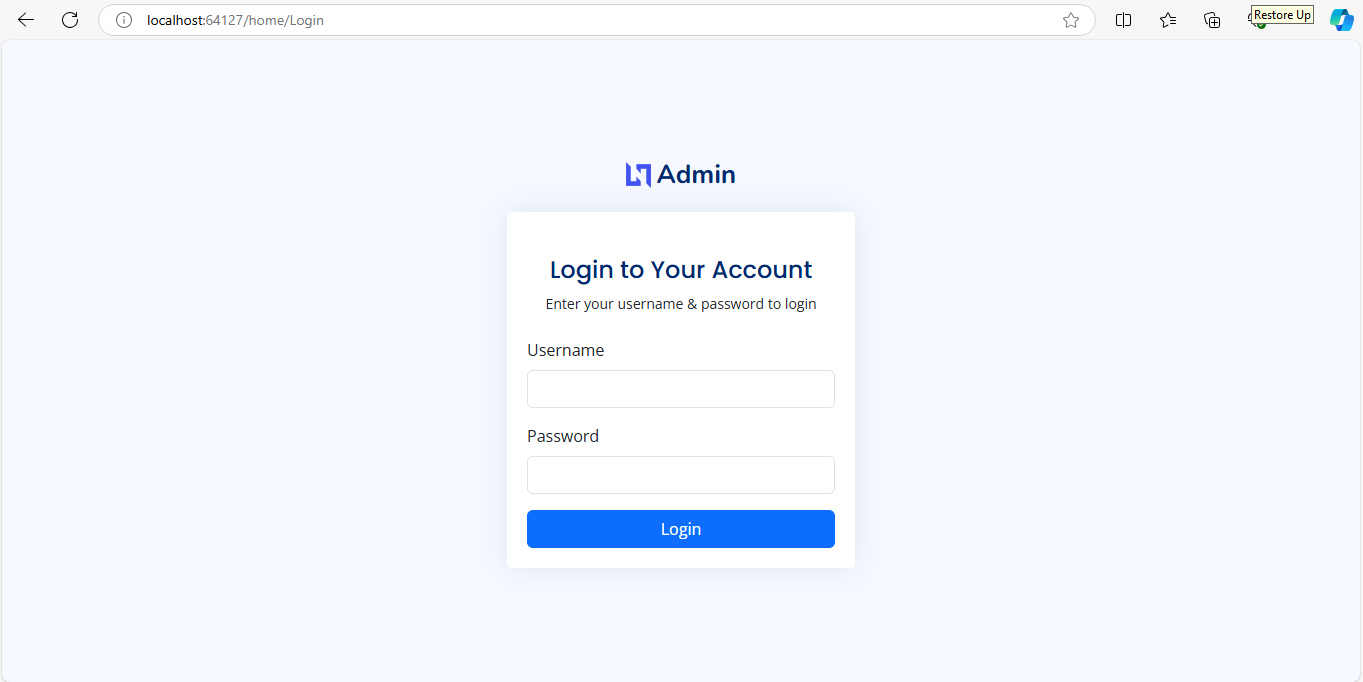 localhost:64127/home/Login
Restore Up
Admin
Login to Your Account
Enter your username & password to login
Username
Password
Login